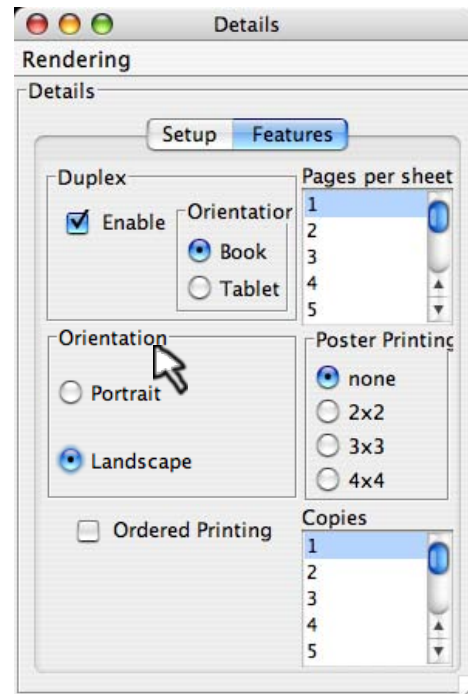 Details
Rendering
Details
Setup Features
Duplex
Enable
Orientation
Book
Tablet
Pages per sheet
1
2
3
4
5
Orientation
Portrait
Landscape
Poster Printing
none
2x2
3x3
4x4
Ordered Printing
Copies
1
2
3
4
5